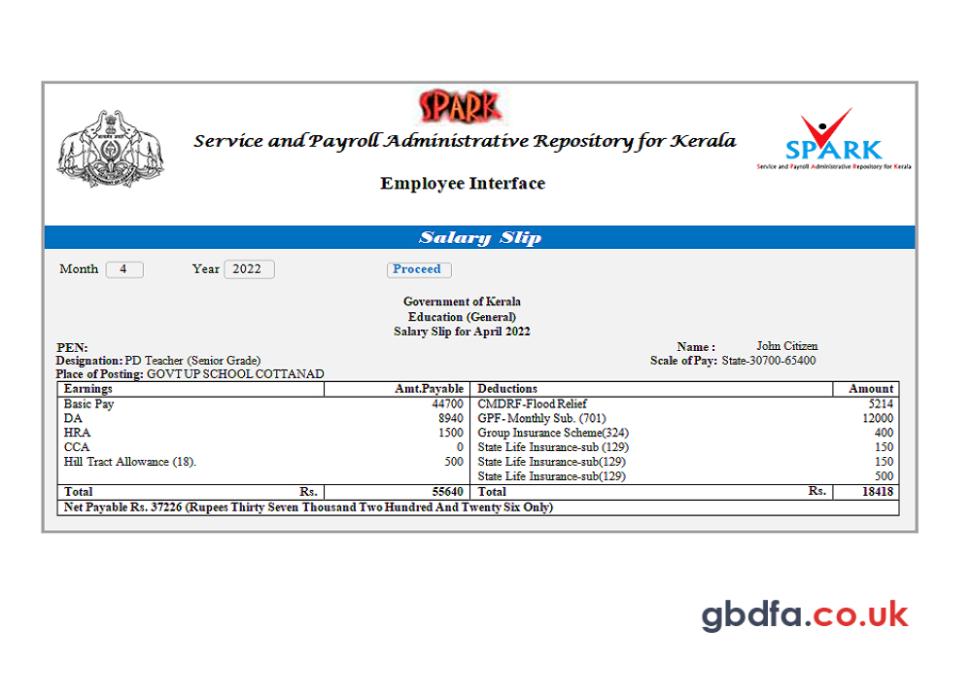 SPARK
Service and Payroll Administrative Repository for Kerala
SPARK
Service and Payroll Administrative Repository for Kerala
Employee Interface
Salary Slip
Month 4 Year 2022 Proceed
Government of Kerala
Education (General)
Salary Slip for April 2022
PEN: Name : John Citizen
Designation: PD Teacher (Senior Grade) Scale of Pay: State-30700-65400
Place of Posting: GOVT UP SCHOOL COTTANAD
Earnings Amt.Payable Deductions Amount
Basic Pay 44700 CMDRF-Flood Relief 5214
DA 8940 GPF- Monthly Sub. (701) 12000
HRA 1500 Group Insurance Scheme(324) 400
CCA 0 State Life Insurance-sub (129) 150
Hill Tract Allowance (18). 500 State Life Insurance-sub(129) 150
State Life Insurance-sub(129) 500
Total Rs. 55640 Total Rs. 18418
Net Payable Rs. 37226 (Rupees Thirty Seven Thousand Two Hundred And Twenty Six Only)
gbdfa.co.uk